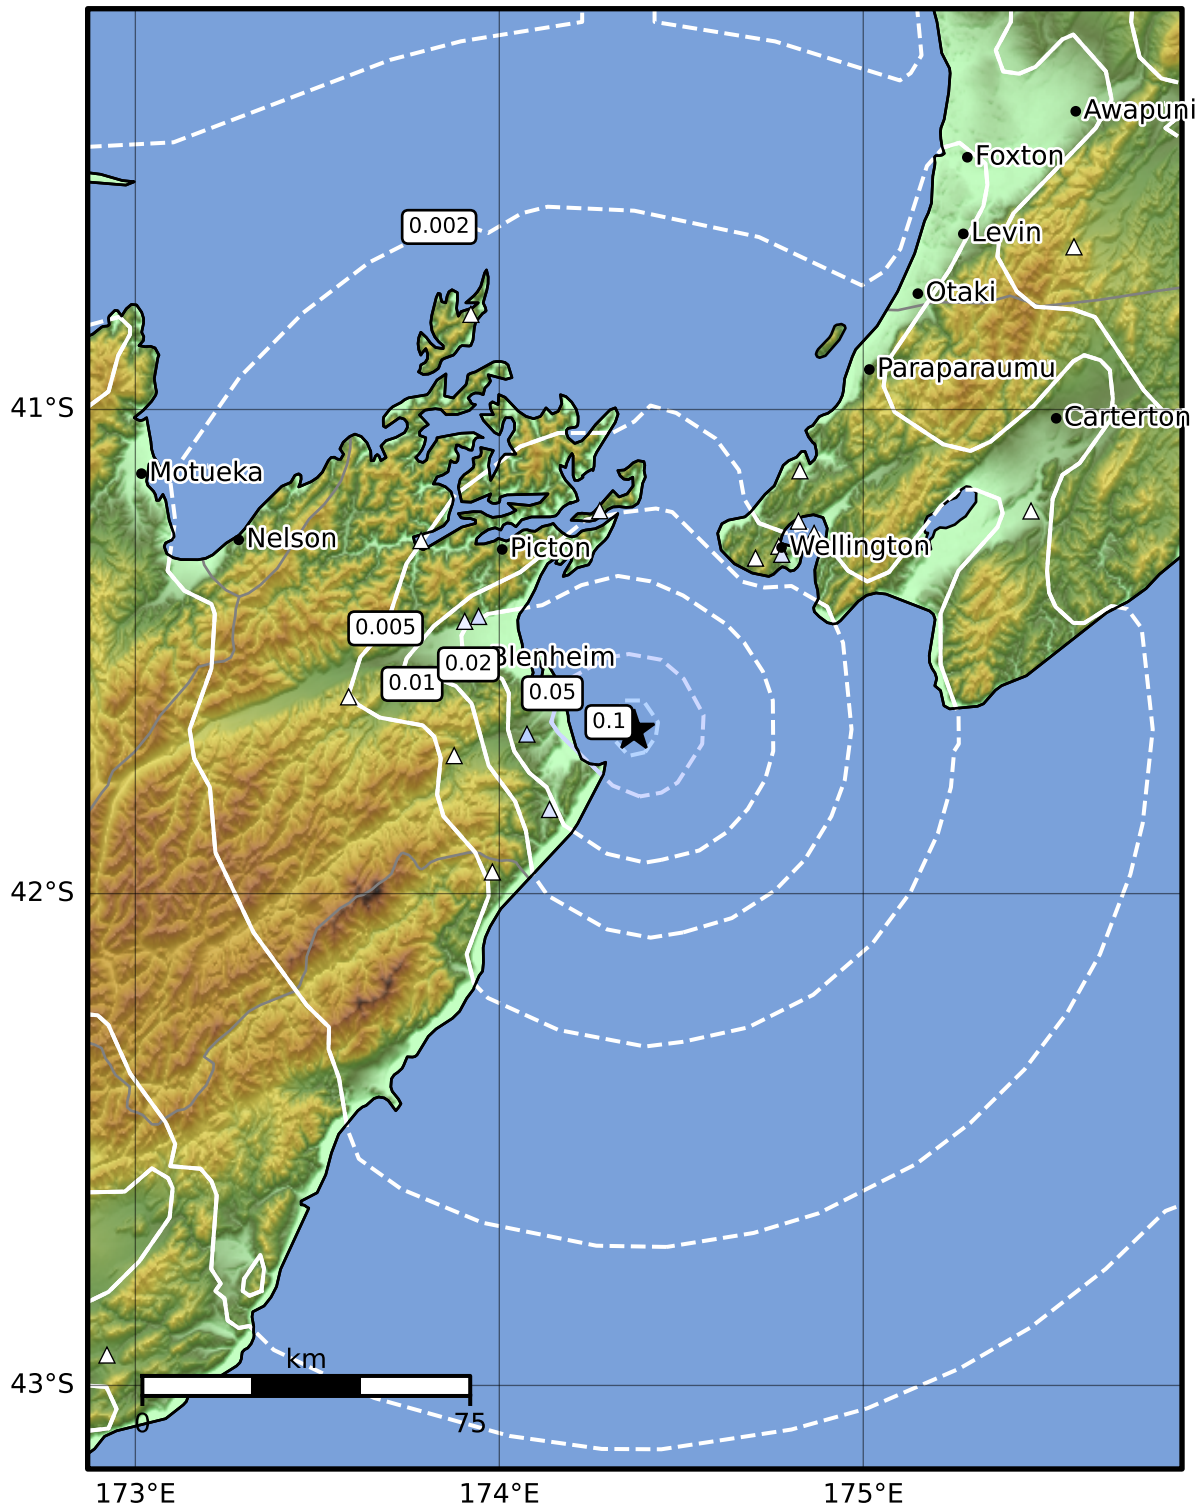 Awapuni
Foxton
0.002
Levin
Otaki
Paraparaumu
41°S
Carterton
Motueka
Nelson
Picton
Wellington
0.005
Blenheim
0.02
0.01
0.05
0.1
42°S
km
43°S
0
75
173°E
174°E
175°E